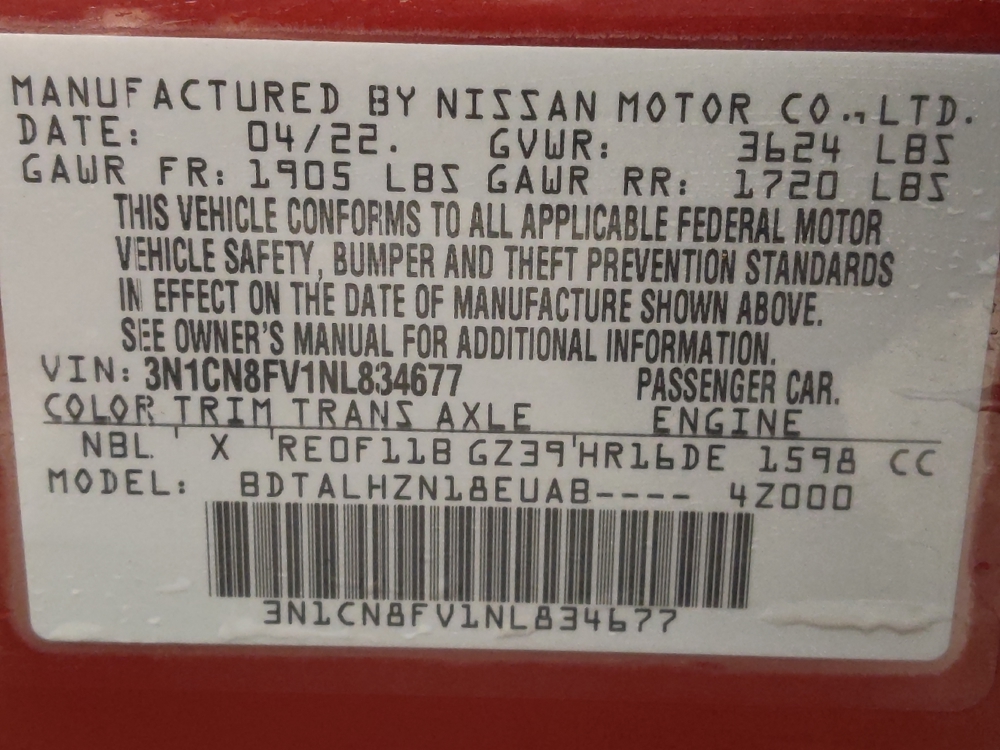 MANUFACTURED BY NISSAN MOTOR CO., LTD.
DATE: 04/22. GVWR: 3624 LBS
GAWR FR: 1905 LBS GAWR RR: 1720 LBS
THIS VEHICLE CONFORMS TO ALL APPLICABLE FEDERAL MOTOR
VEHICLE SAFETY, BUMPER AND THEFT PREVENTION STANDARDS
IN EFFECT ON THE DATE OF MANUFACTURE SHOWN ABOVE.
SEE OWNER'S MANUAL FOR ADDITIONAL INFORMATION.
VIN: 3N1CN8FV1NL834677 PASSENGER CAR.
COLOR TRIM TRANS AXLE ENGINE
NBL X RE0F11B GZ39 HR16DE 1598 CC
MODEL: BDTALHZN18EUAB---- 4Z000
3N1CN8FV1NL834677